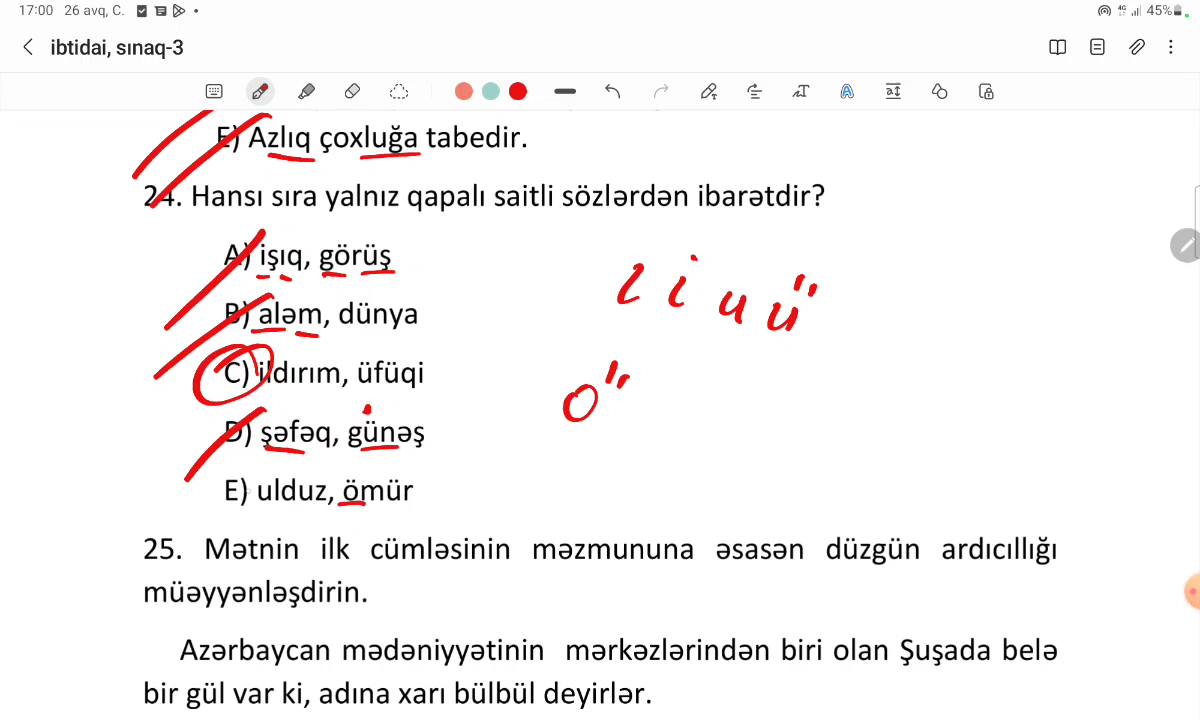 17:00 26 avq, C. 4G 45%
ibtidai, sınaq-3
E) Azlıq çoxluğa tabedir.
24. Hansı sıra yalnız qapalı saitli sözlərdən ibarətdir?
A) işıq, görüş
B) aləm, dünya
C) ildırım, üfüqi
D) şəfəq, günəş
E) ulduz, ömür
ı i u ü
ö
25. Mətnin ilk cümləsinin məzmununa əsasən düzgün ardıcıllığı
müəyyənləşdirin.
Azərbaycan mədəniyyətinin mərkəzlərindən biri olan Şuşada belə
bir gül var ki, adına xarı bülbül deyirlər.